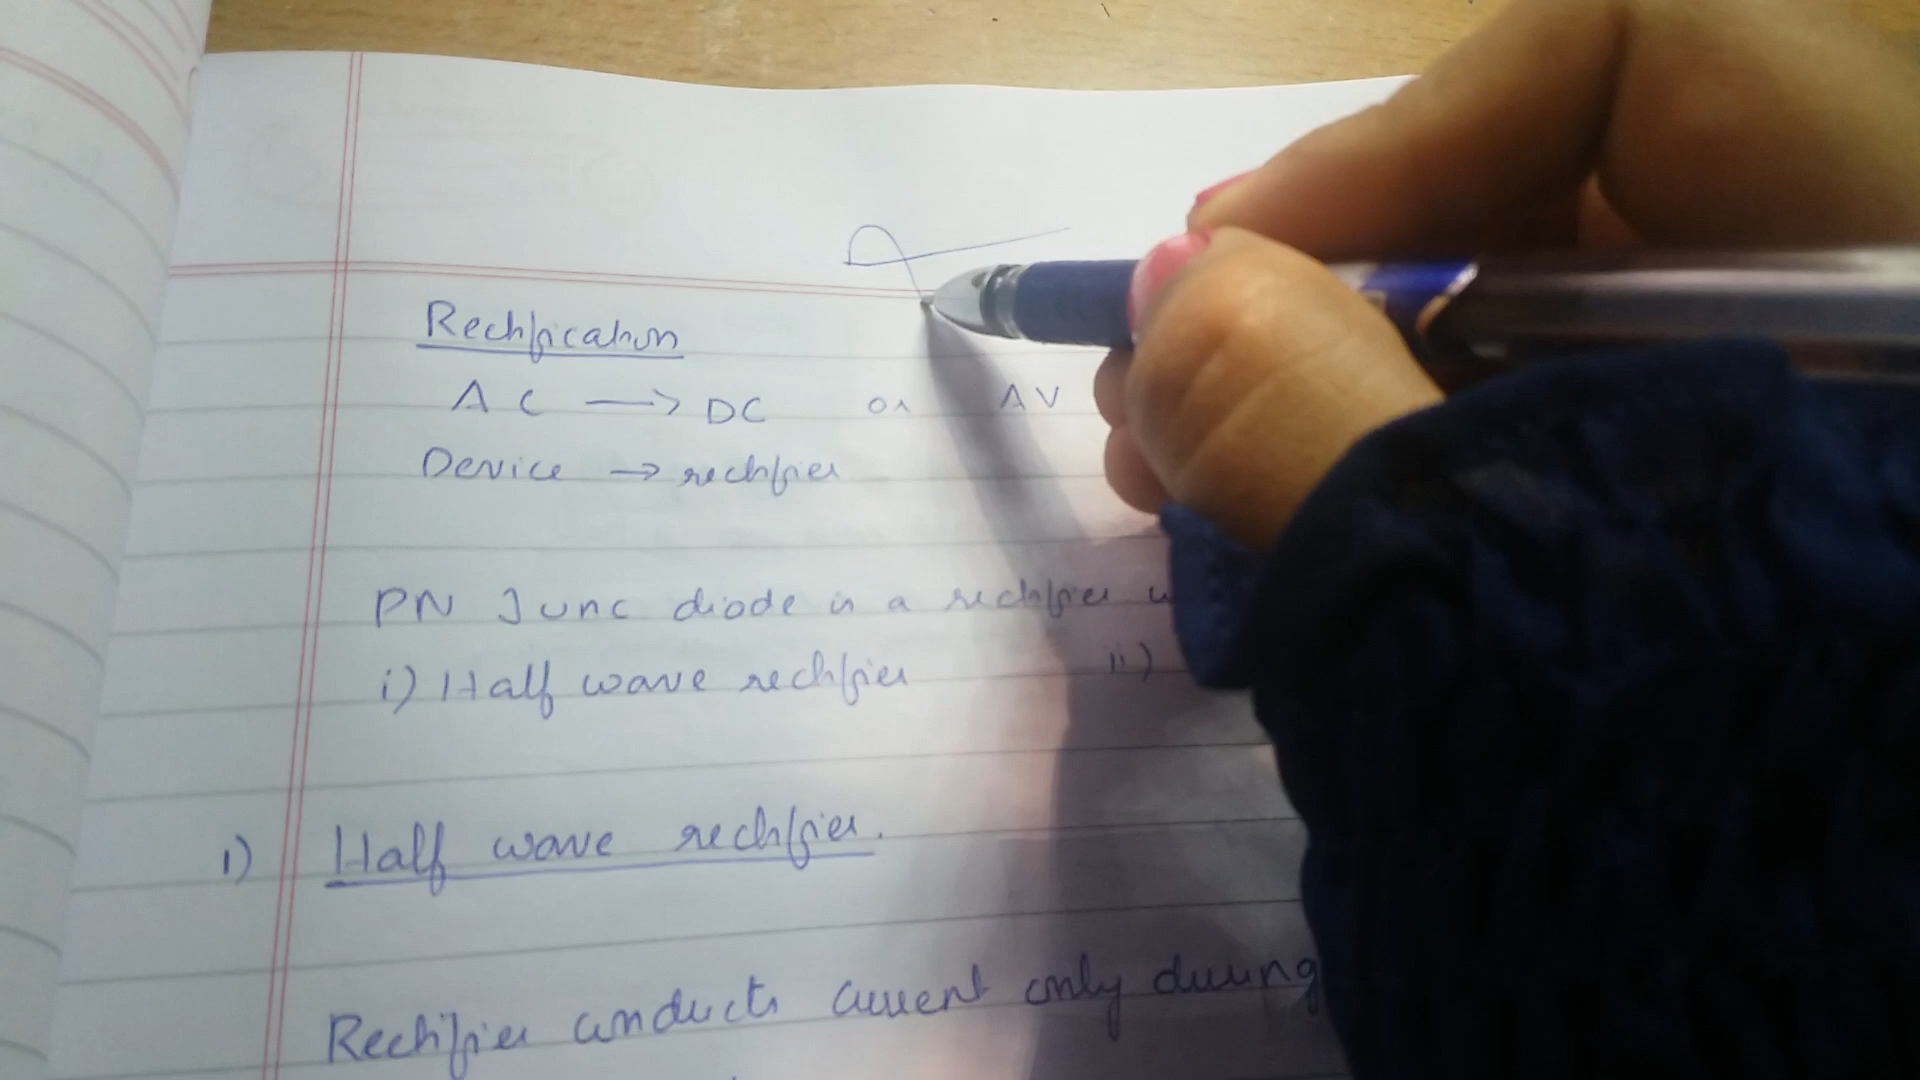 Rectification
AC → DC or AV
Device → rectifier
PN Junc diode is a rectifier
i) Half wave rectifier ii)
1) Half wave rectifier.
Rectifier conducts current only during